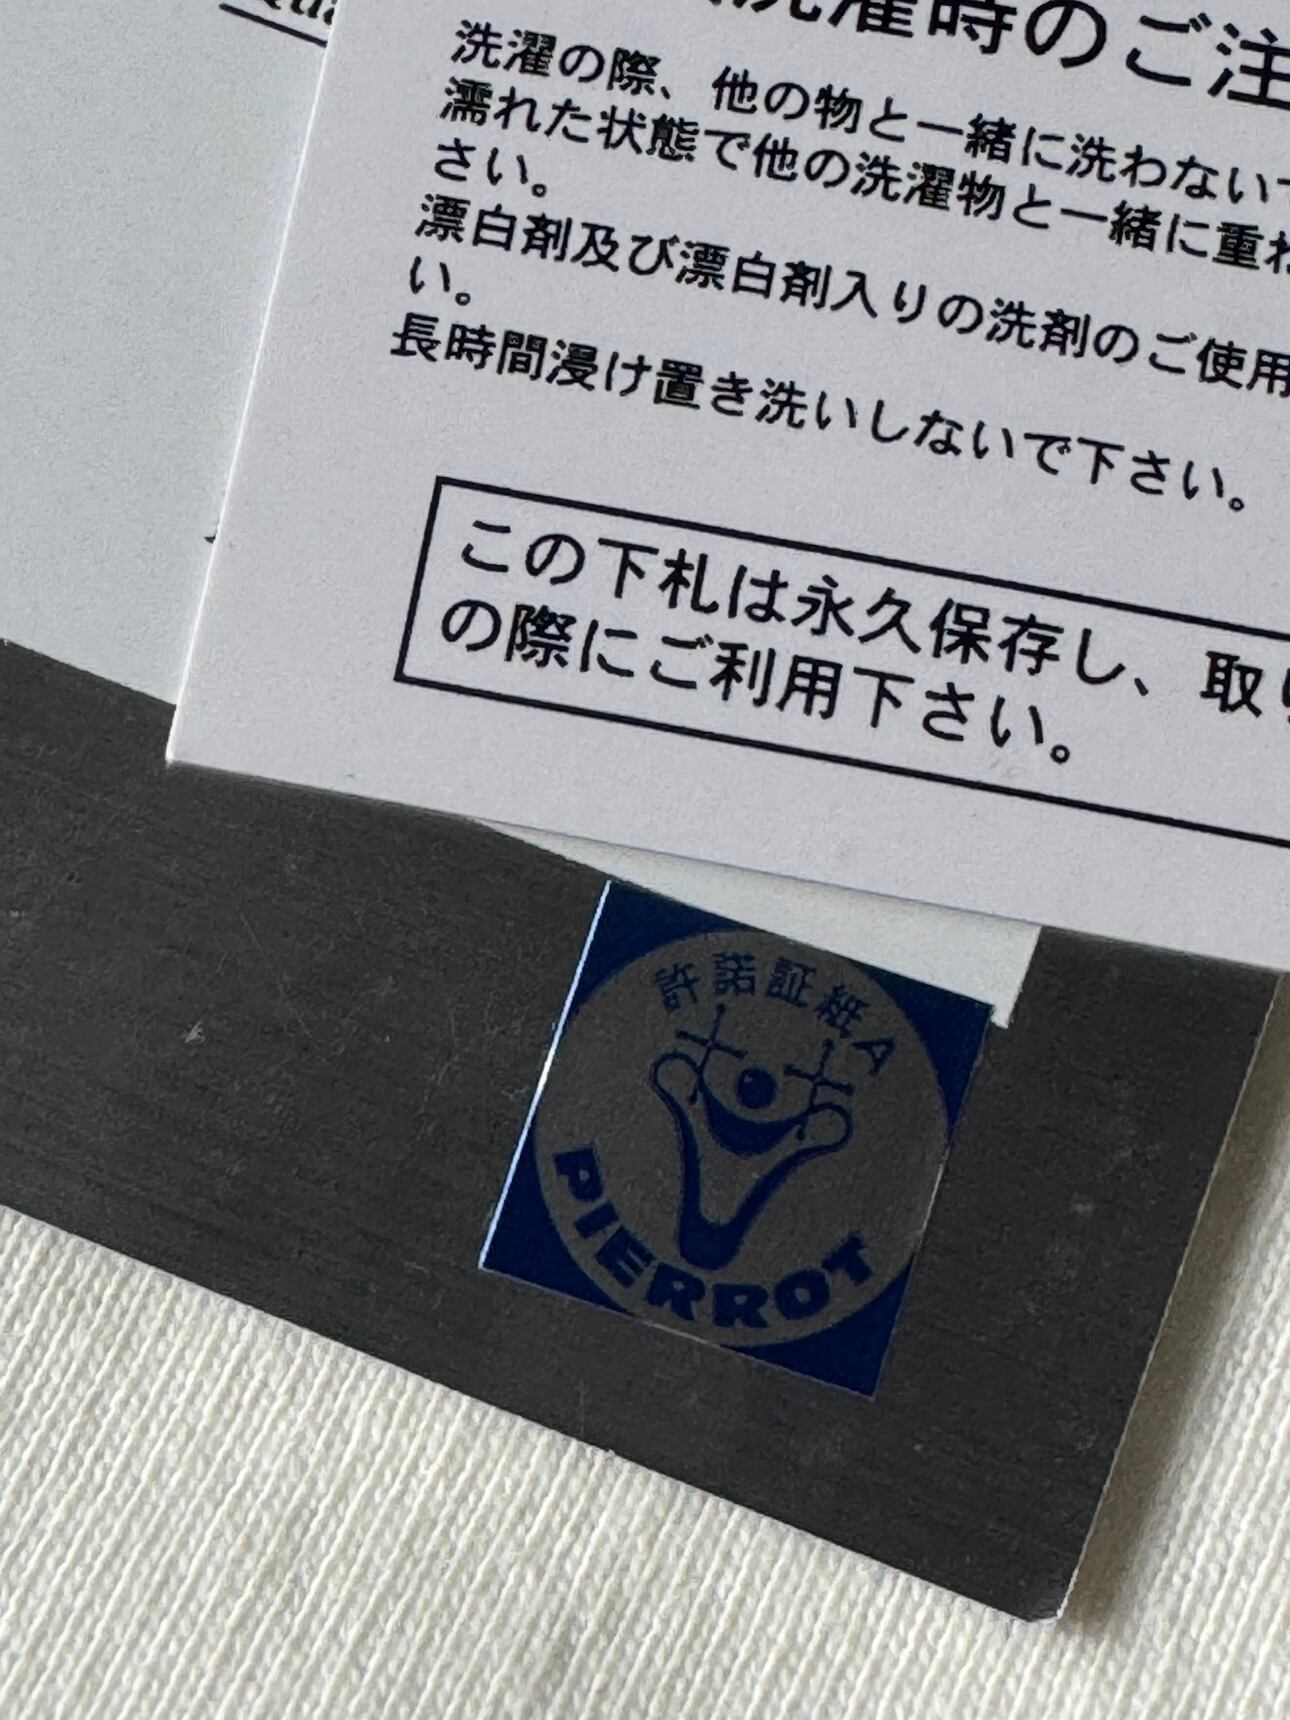 洗濯時のご注
洗濯の際、他の物と一緒に洗わない
濡れた状態で他の洗濯物と一緒に重ね
さい。
漂白剤及び漂白剤入りの洗剤のご使用
い。
長時間浸け置き洗いしないで下さい。
この下札は永久保存し、取り
の際にご利用下さい。
許諾証紙A
PIERROT